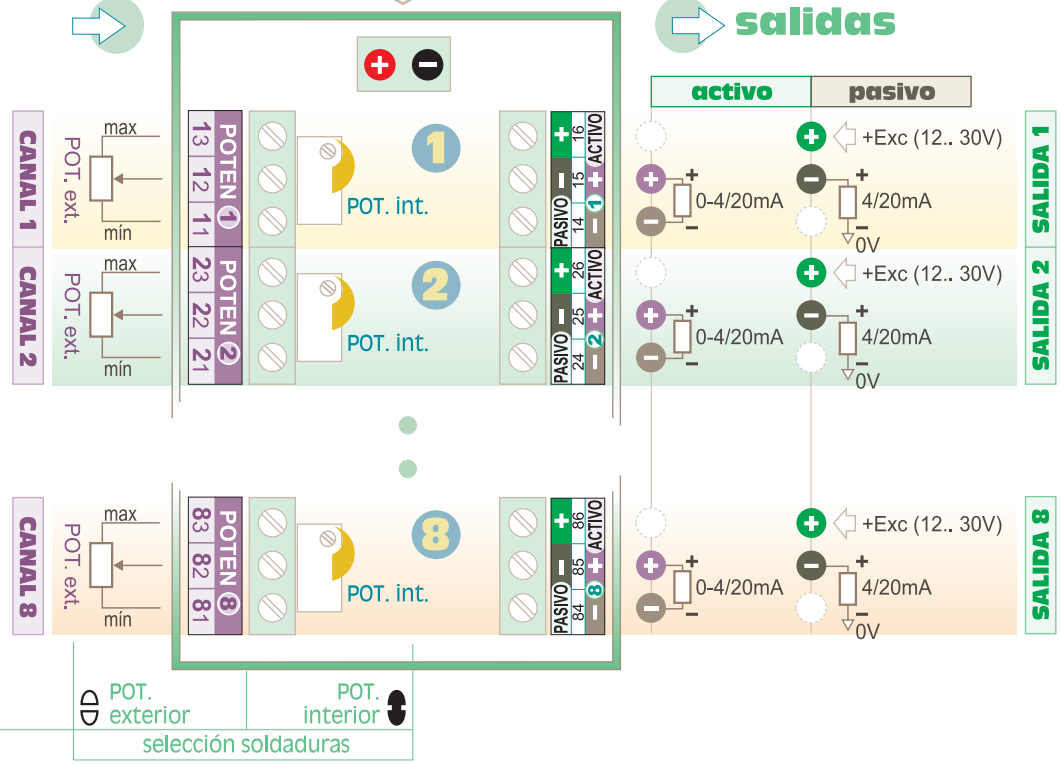 salidas
+ −
activo pasivo
CANAL 1
POT. ext.
max
mín
13 12 11
POTEN 1
1
POT. int.
PASIVO − +
14 15 16
− 1 + ACTIVO
+
−
+
−
0-4/20mA
+
−
+Exc (12.. 30V)
+
−
4/20mA
0V
SALIDA 1
CANAL 2
POT. ext.
max
mín
23 22 21
POTEN 2
2
POT. int.
PASIVO − +
24 25 26
− 2 + ACTIVO
+
−
+
−
0-4/20mA
+
−
+Exc (12.. 30V)
+
−
4/20mA
0V
SALIDA 2
CANAL 8
POT. ext.
max
mín
83 82 81
POTEN 8
8
POT. int.
PASIVO − +
84 85 86
− 8 + ACTIVO
+
−
+
−
0-4/20mA
+
−
+Exc (12.. 30V)
+
−
4/20mA
0V
SALIDA 8
POT.
exterior
POT.
interior
selección soldaduras